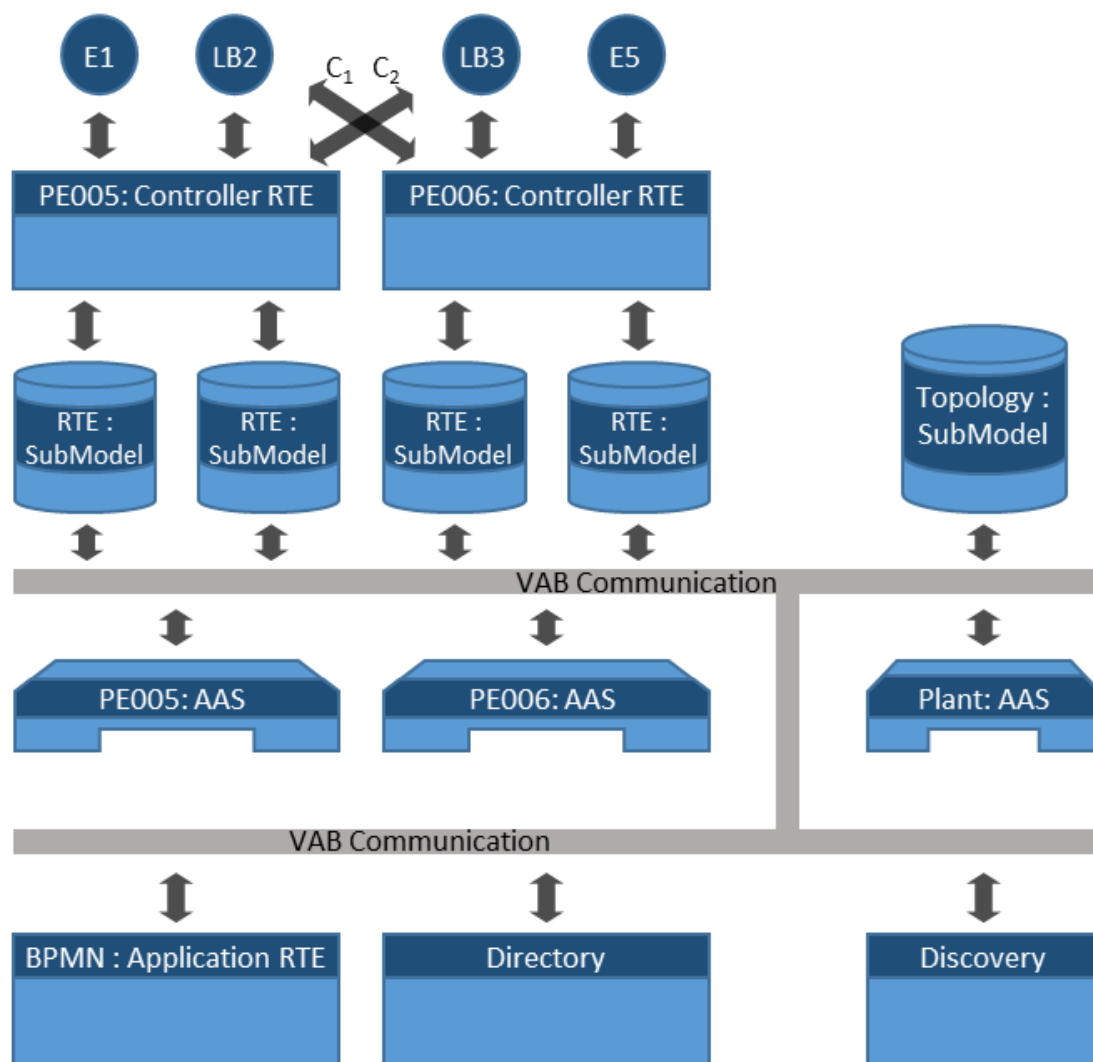 E1
LB2
C1
C2
LB3
E5
PE005: Controller RTE
PE006: Controller RTE
RTE :
SubModel
RTE :
SubModel
RTE :
SubModel
RTE :
SubModel
Topology :
SubModel
VAB Communication
PE005: AAS
PE006: AAS
Plant: AAS
VAB Communication
BPMN : Application RTE
Directory
Discovery